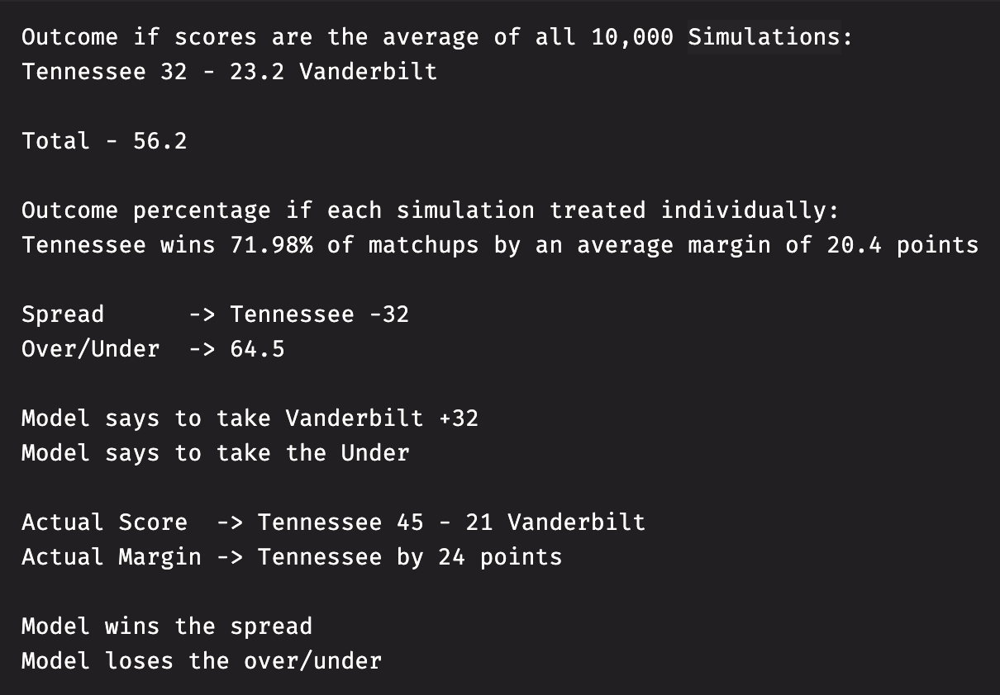 Outcome if scores are the average of all 10,000 Simulations:
Tennessee 32 - 23.2 Vanderbilt
Total - 56.2
Outcome percentage if each simulation treated individually:
Tennessee wins 71.98% of matchups by an average margin of 20.4 points
Spread      -> Tennessee -32
Over/Under  -> 64.5
Model says to take Vanderbilt +32
Model says to take the Under
Actual Score  -> Tennessee 45 - 21 Vanderbilt
Actual Margin -> Tennessee by 24 points
Model wins the spread
Model loses the over/under